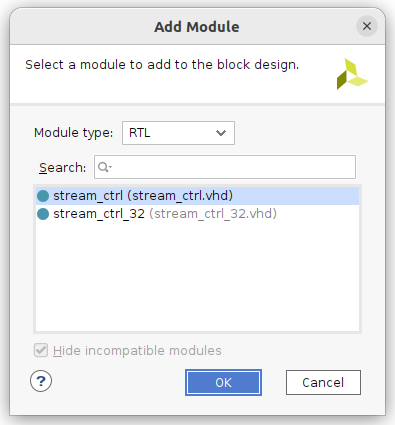 Add Module
Select a module to add to the block design.
Module type: RTL
Search:
stream_ctrl (stream_ctrl.vhd)
stream_ctrl_32 (stream_ctrl_32.vhd)
Hide incompatible modules
? OK Cancel